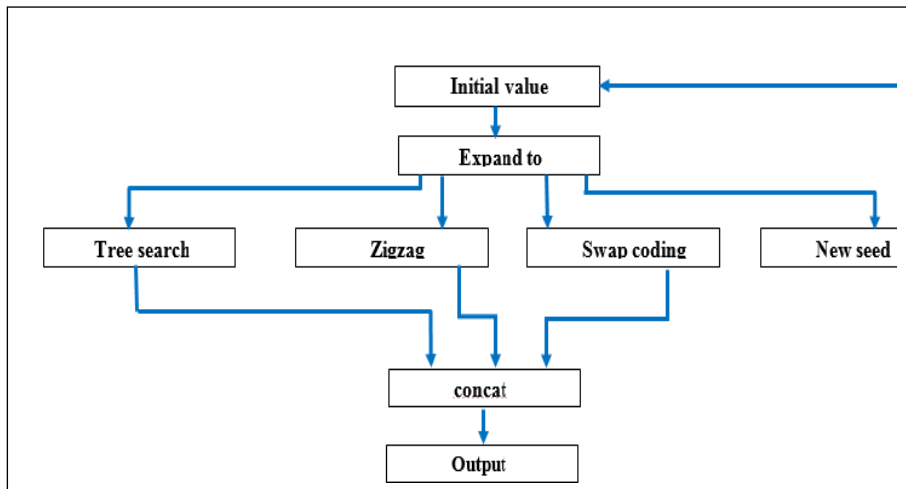 Initial value
Expand to
Tree search
Zigzag
Swap coding
New seed
concat
Output